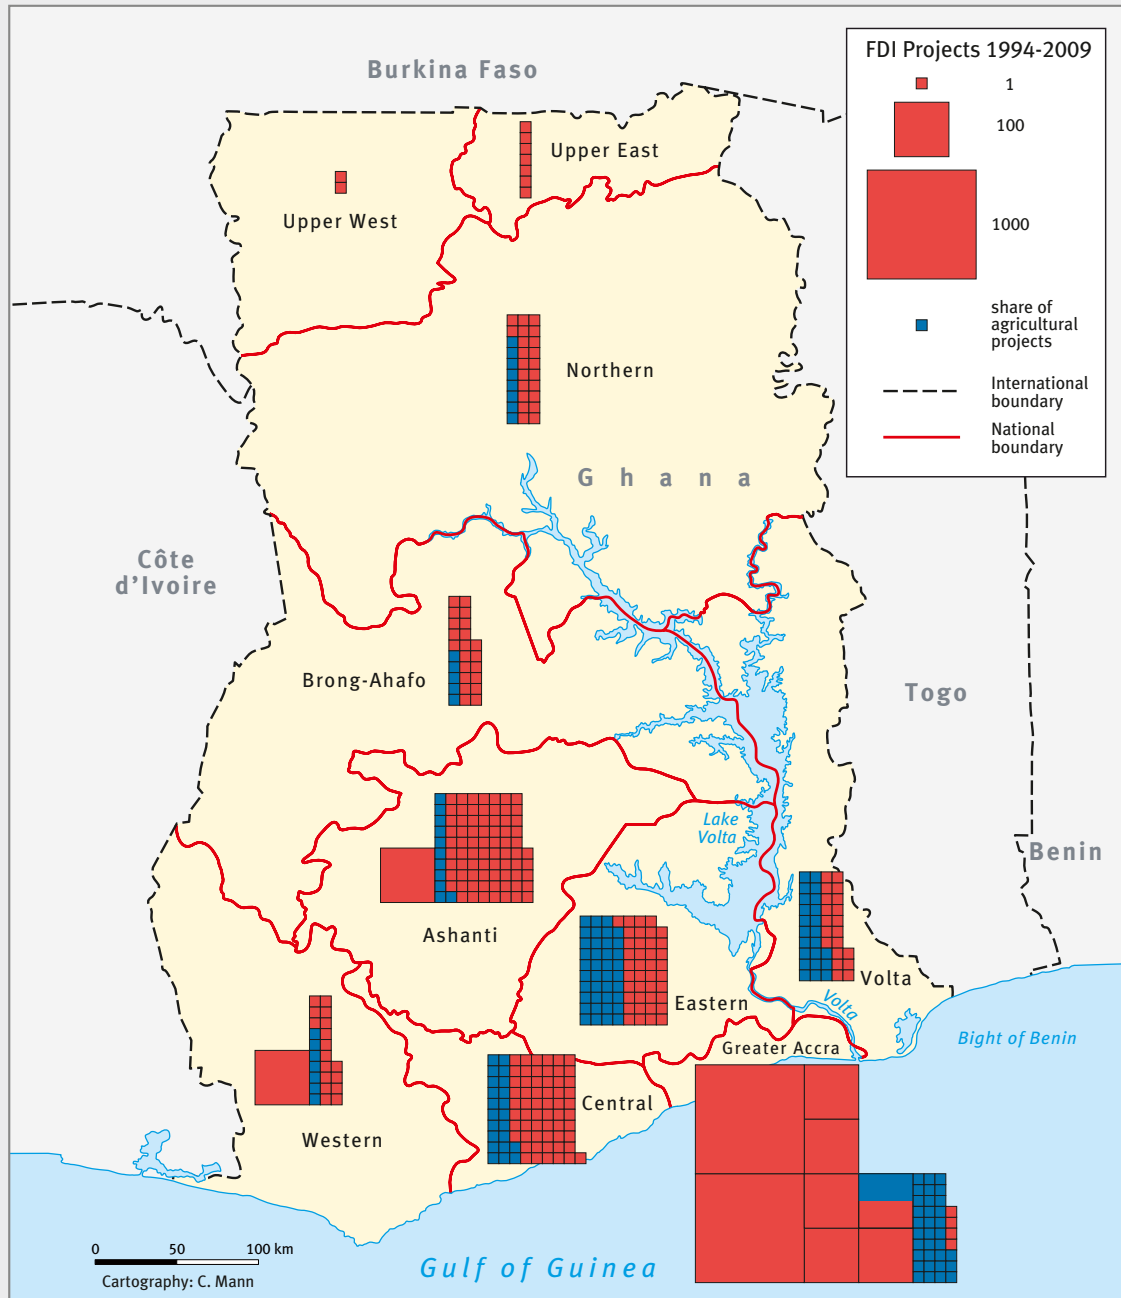 Burkina Faso
FDI Projects 1994-2009
1
100
1000
share of
agricultural
projects
International
boundary
National
boundary
Upper East
Upper West
Northern
Ghana
Côte
d'Ivoire
Brong-Ahafo
Togo
Lake
Volta
Benin
Ashanti
Volta
Eastern
Volta
Bight of Benin
Greater Accra
Central
Western
0 50 100 km
Cartography: C. Mann
Gulf of Guinea